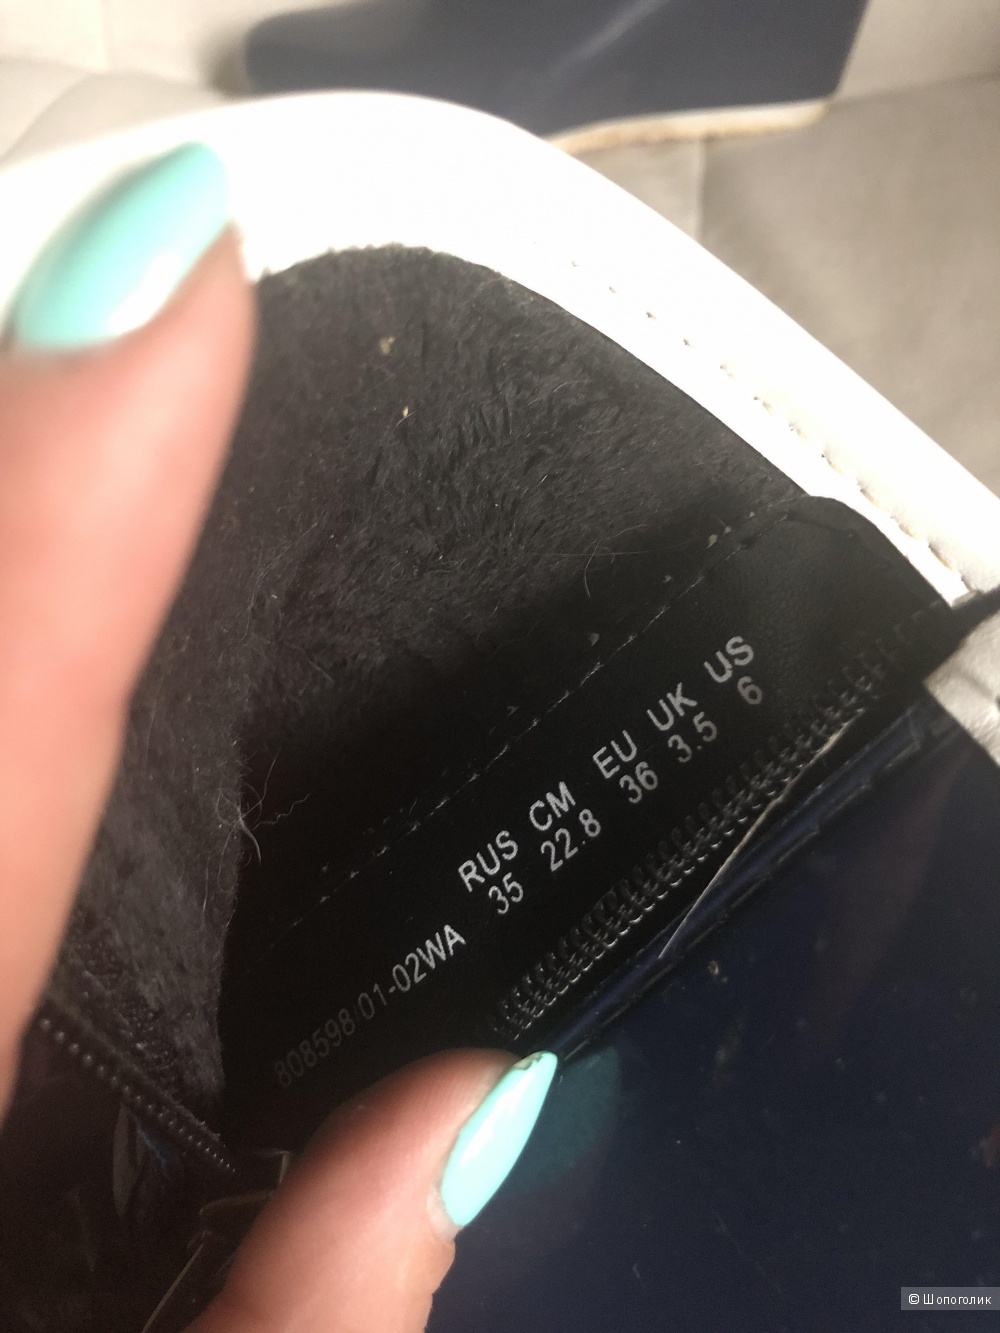 RUS CM EU UK US
35 22.8 36 3.5 6
808598/01-02WA
© Шопоголик